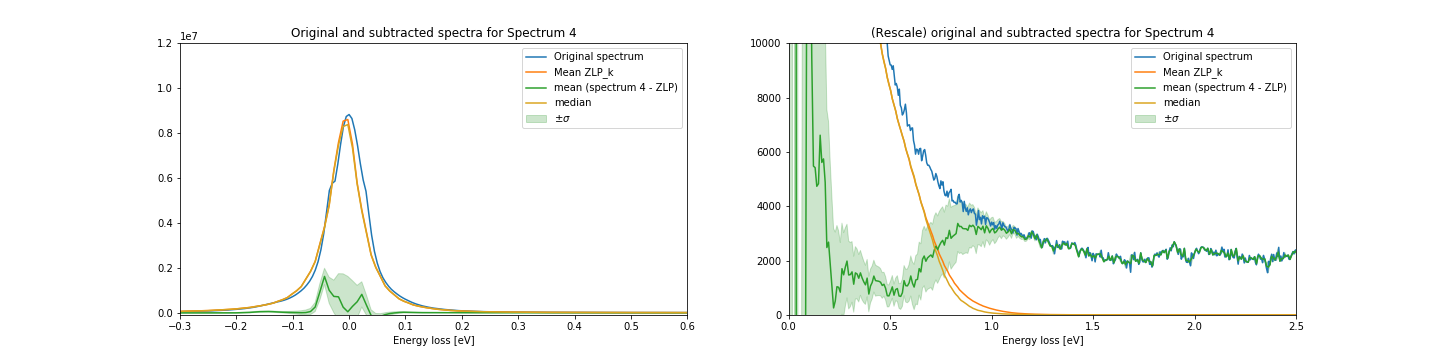 Original and subtracted spectra for Spectrum 4
1e7
1.2
1.0
0.8
0.6
0.4
0.2
0.0
−0.3 −0.2 −0.1 0.0 0.1 0.2 0.3 0.4 0.5 0.6
Energy loss [eV]
Original spectrum
Mean ZLP_k
mean (spectrum 4 - ZLP)
median
±σ
(Rescale) original and subtracted spectra for Spectrum 4
10000
8000
6000
4000
2000
0
0.0 0.5 1.0 1.5 2.0 2.5
Energy loss [eV]
Original spectrum
Mean ZLP_k
mean (spectrum 4 - ZLP)
median
±σ